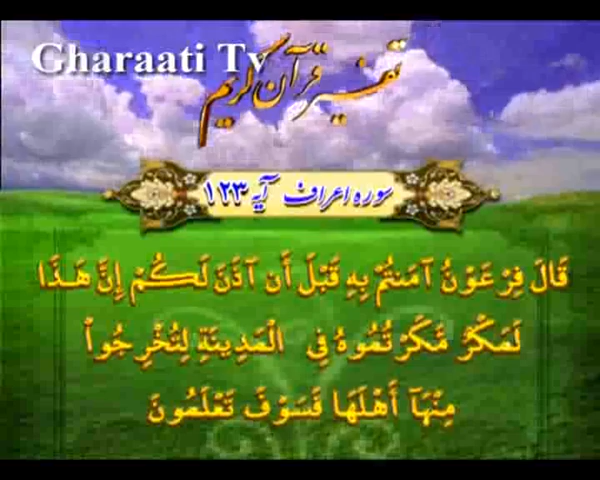 Gharaati Tv
تفسیر قرآن کریم
سوره اعراف آیه ۱۲۳
قَالَ فِرْعَوْنُ آمَنتُمْ بِهِ قَبْلَ أَن آذَنَ لَكُمْ إِنَّ هَذَا
لَمَكْرٌ مَّكَرْتُمُوهُ فِي الْمَدِينَةِ لِتُخْرِجُواْ
مِنْهَآ أَهْلَهَا فَسَوْفَ تَعْلَمُونَ